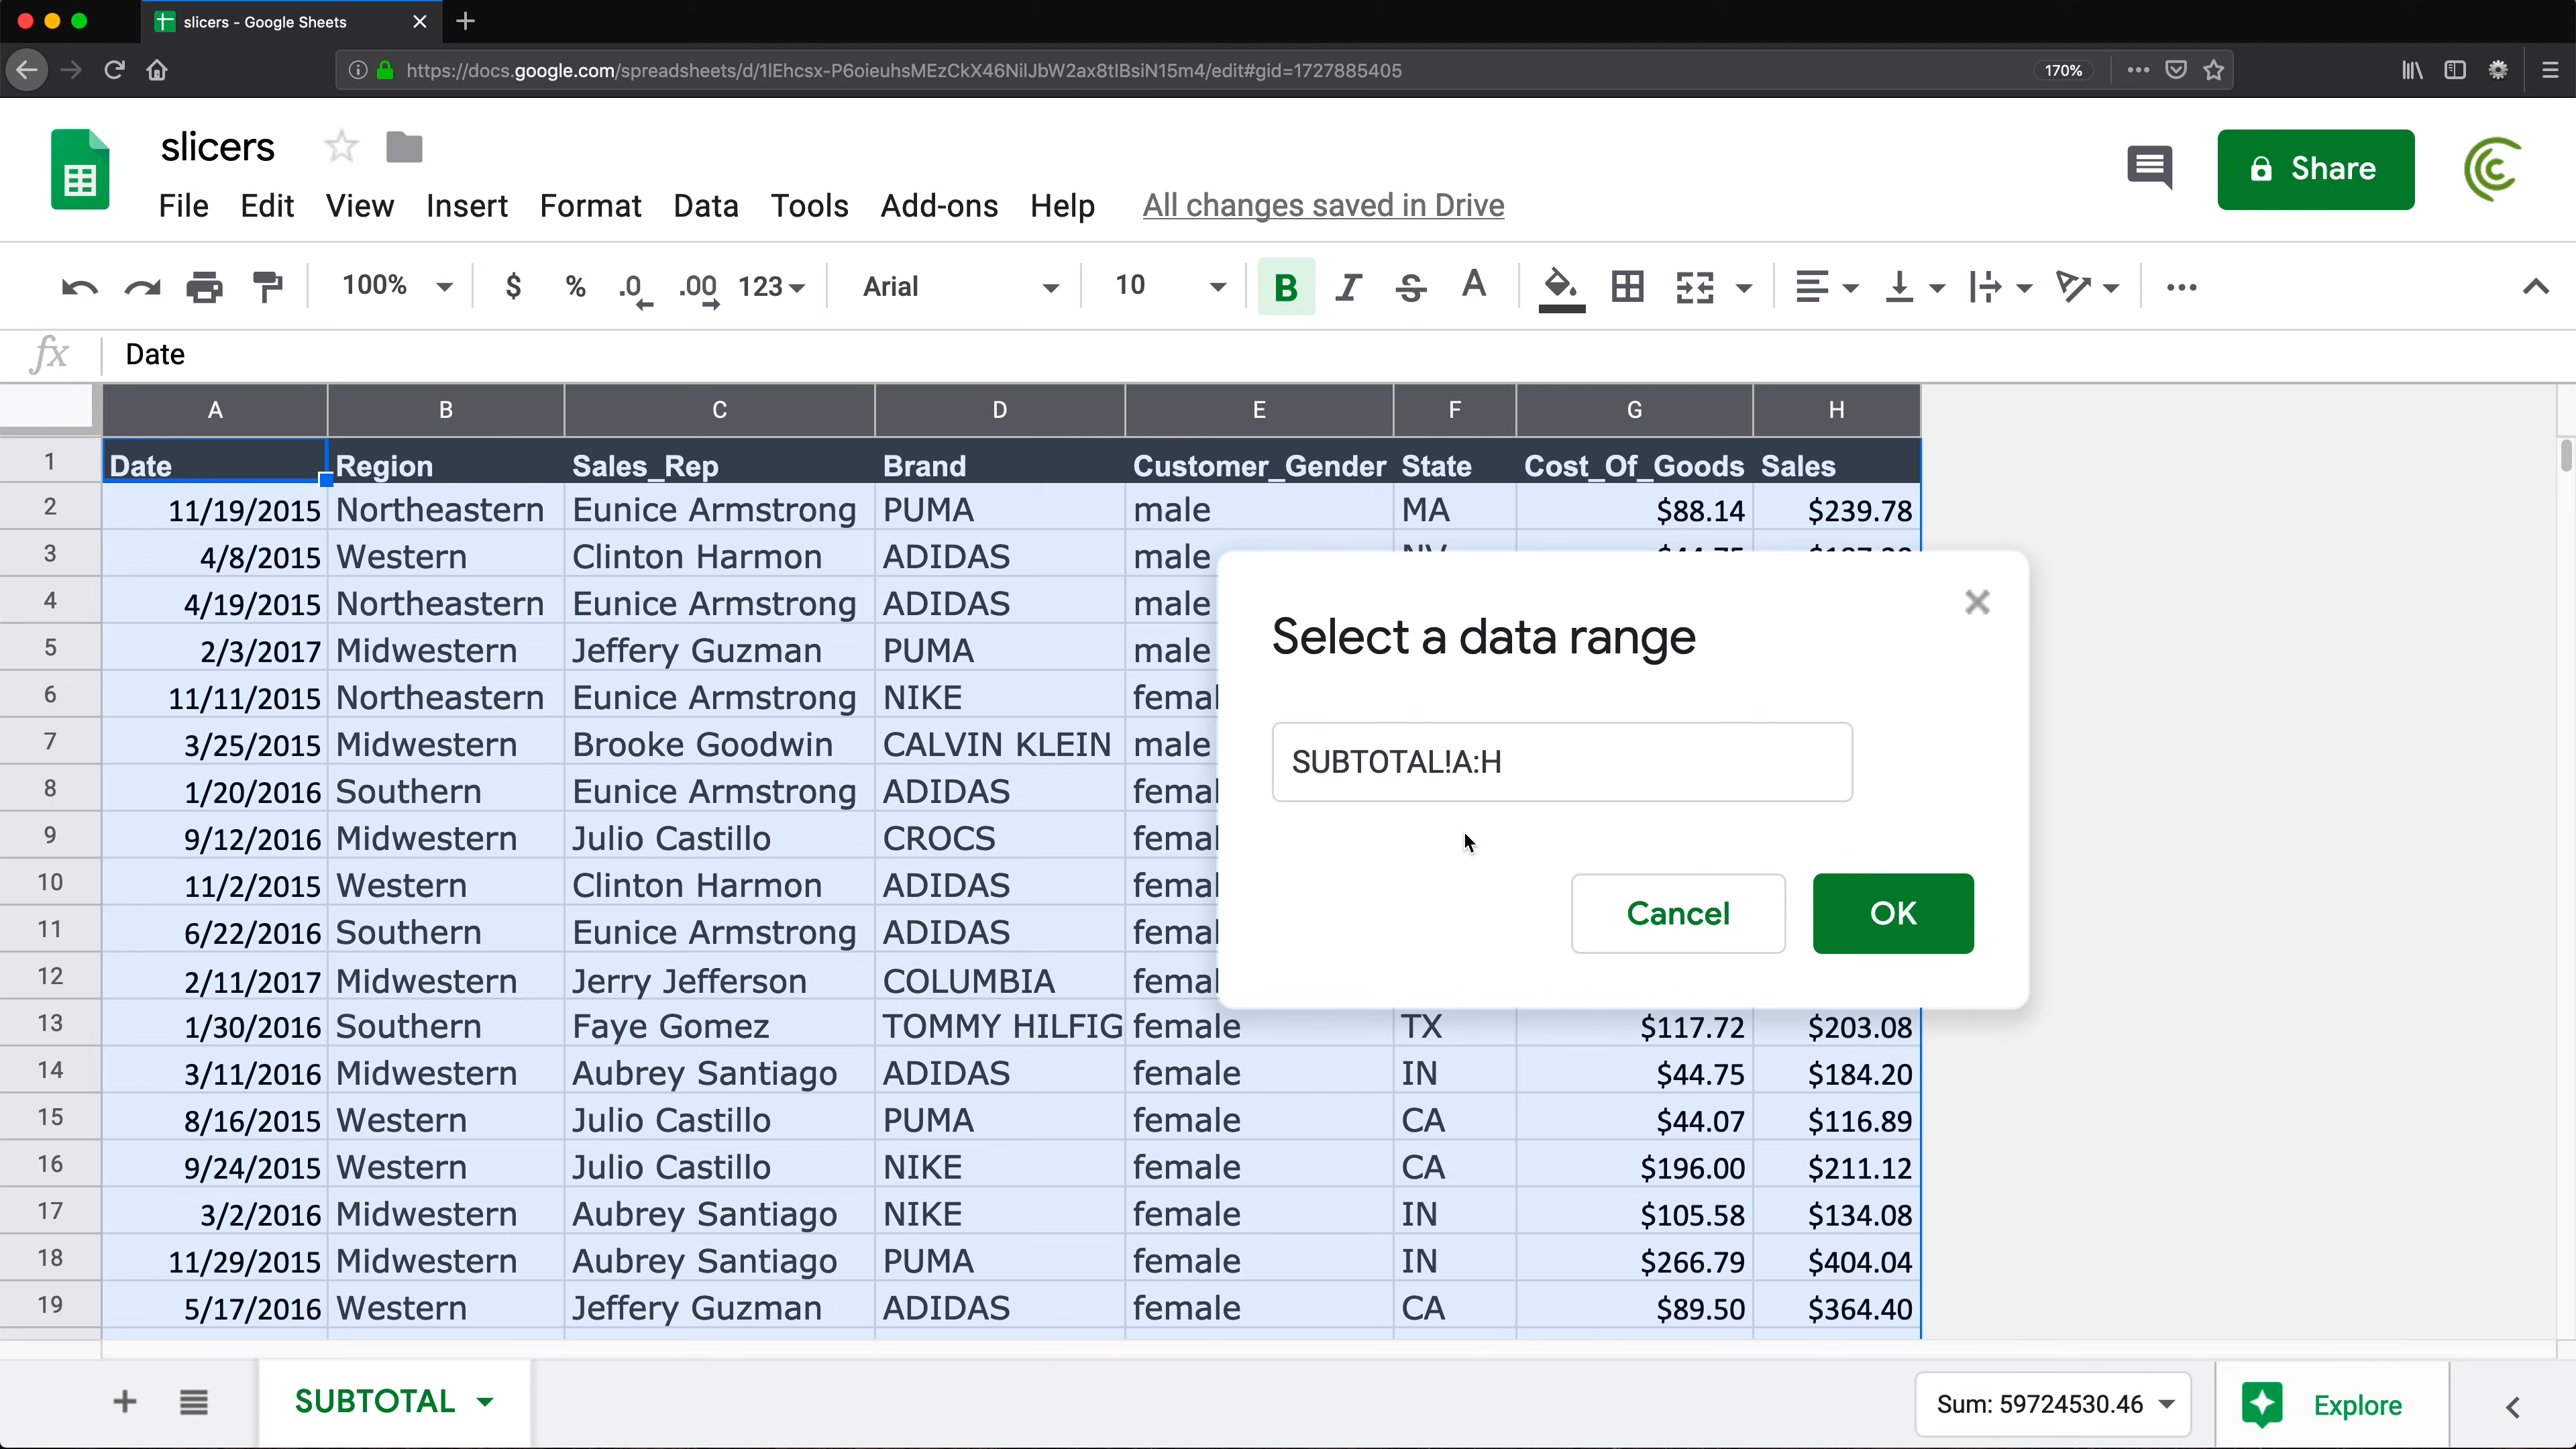 slicers - Google Sheets
https://docs.google.com/spreadsheets/d/1lEhcsx-P6oieuhsMEzCkX46NilJbW2ax8tlBsiN15m4/edit#gid=1727885405
170%
slicers
File Edit View Insert Format Data Tools Add-ons Help All changes saved in Drive
Share
100% $ % .0 .00 123 Arial 10 B I S A
fx Date
A B C D E F G H
1 Date Region Sales_Rep Brand Customer_Gender State Cost_Of_Goods Sales
2 11/19/2015 Northeastern Eunice Armstrong PUMA male MA $88.14 $239.78
3 4/8/2015 Western Clinton Harmon ADIDAS male
4 4/19/2015 Northeastern Eunice Armstrong ADIDAS male
5 2/3/2017 Midwestern Jeffery Guzman PUMA male
6 11/11/2015 Northeastern Eunice Armstrong NIKE femal
7 3/25/2015 Midwestern Brooke Goodwin CALVIN KLEIN male
8 1/20/2016 Southern Eunice Armstrong ADIDAS femal
9 9/12/2016 Midwestern Julio Castillo CROCS femal
10 11/2/2015 Western Clinton Harmon ADIDAS femal
11 6/22/2016 Southern Eunice Armstrong ADIDAS femal
12 2/11/2017 Midwestern Jerry Jefferson COLUMBIA femal
13 1/30/2016 Southern Faye Gomez TOMMY HILFIG female TX $117.72 $203.08
14 3/11/2016 Midwestern Aubrey Santiago ADIDAS female IN $44.75 $184.20
15 8/16/2015 Western Julio Castillo PUMA female CA $44.07 $116.89
16 9/24/2015 Western Julio Castillo NIKE female CA $196.00 $211.12
17 3/2/2016 Midwestern Aubrey Santiago NIKE female IN $105.58 $134.08
18 11/29/2015 Midwestern Aubrey Santiago PUMA female IN $266.79 $404.04
19 5/17/2016 Western Jeffery Guzman ADIDAS female CA $89.50 $364.40
Select a data range
SUBTOTAL!A:H
Cancel OK
SUBTOTAL
Sum: 59724530.46
Explore